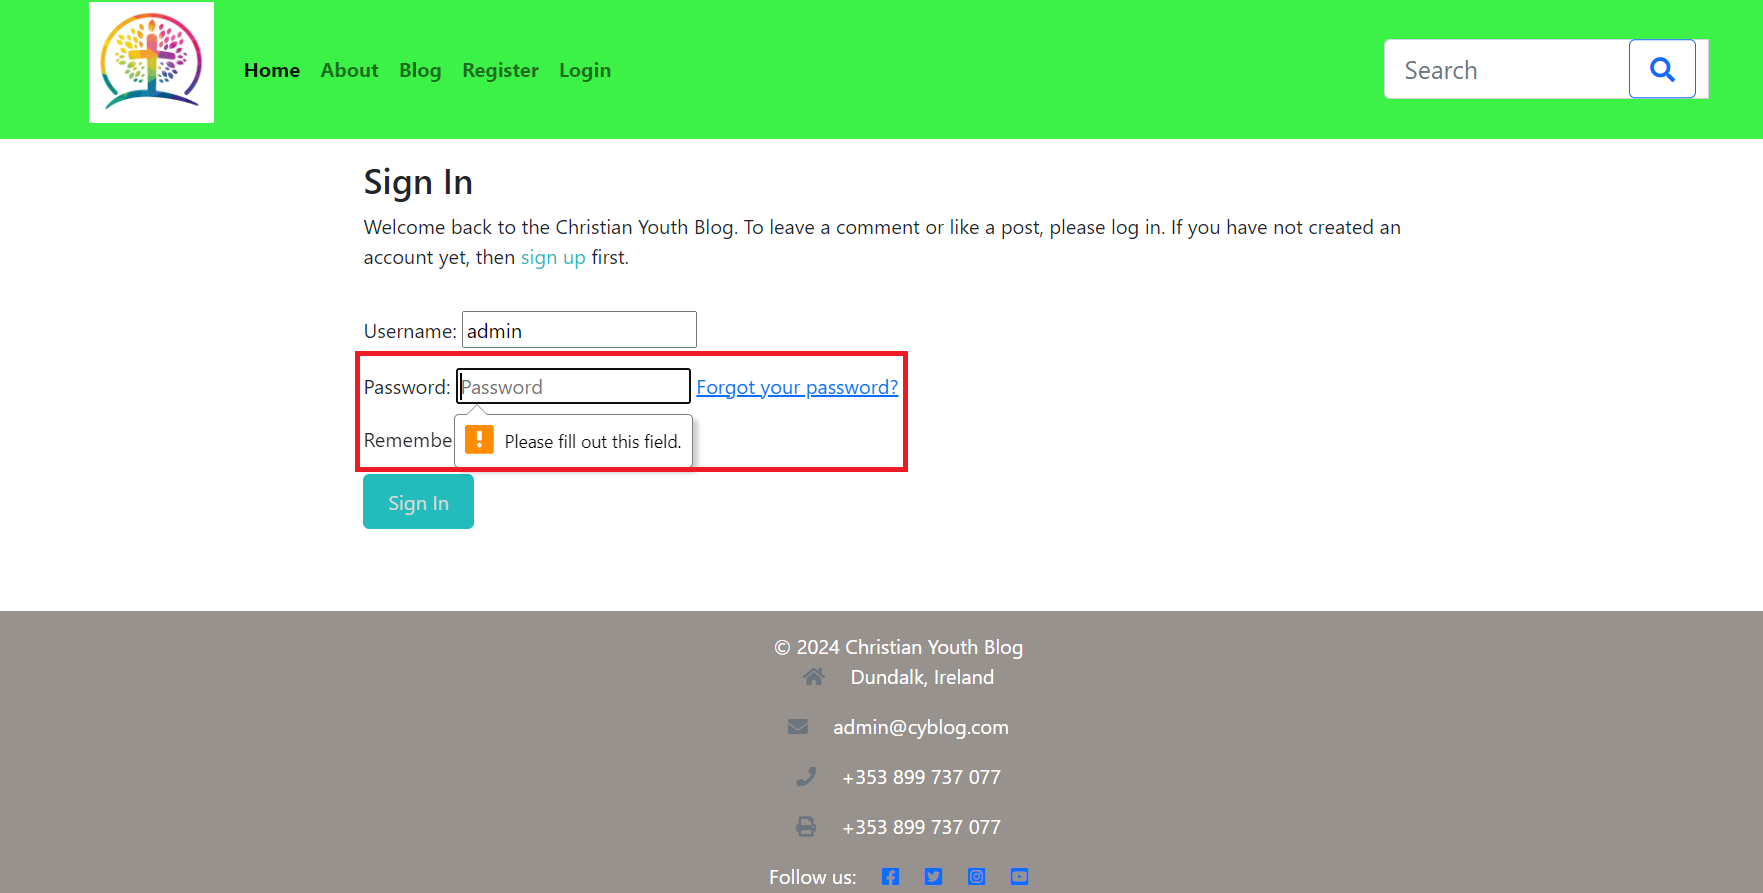 Home About Blog Register Login
Search
Sign In
Welcome back to the Christian Youth Blog. To leave a comment or like a post, please log in. If you have not created an
account yet, then sign up first.
Username: admin
Password: Password Forgot your password?
Remembe
Please fill out this field.
Sign In
© 2024 Christian Youth Blog
Dundalk, Ireland
admin@cyblog.com
+353 899 737 077
+353 899 737 077
Follow us: